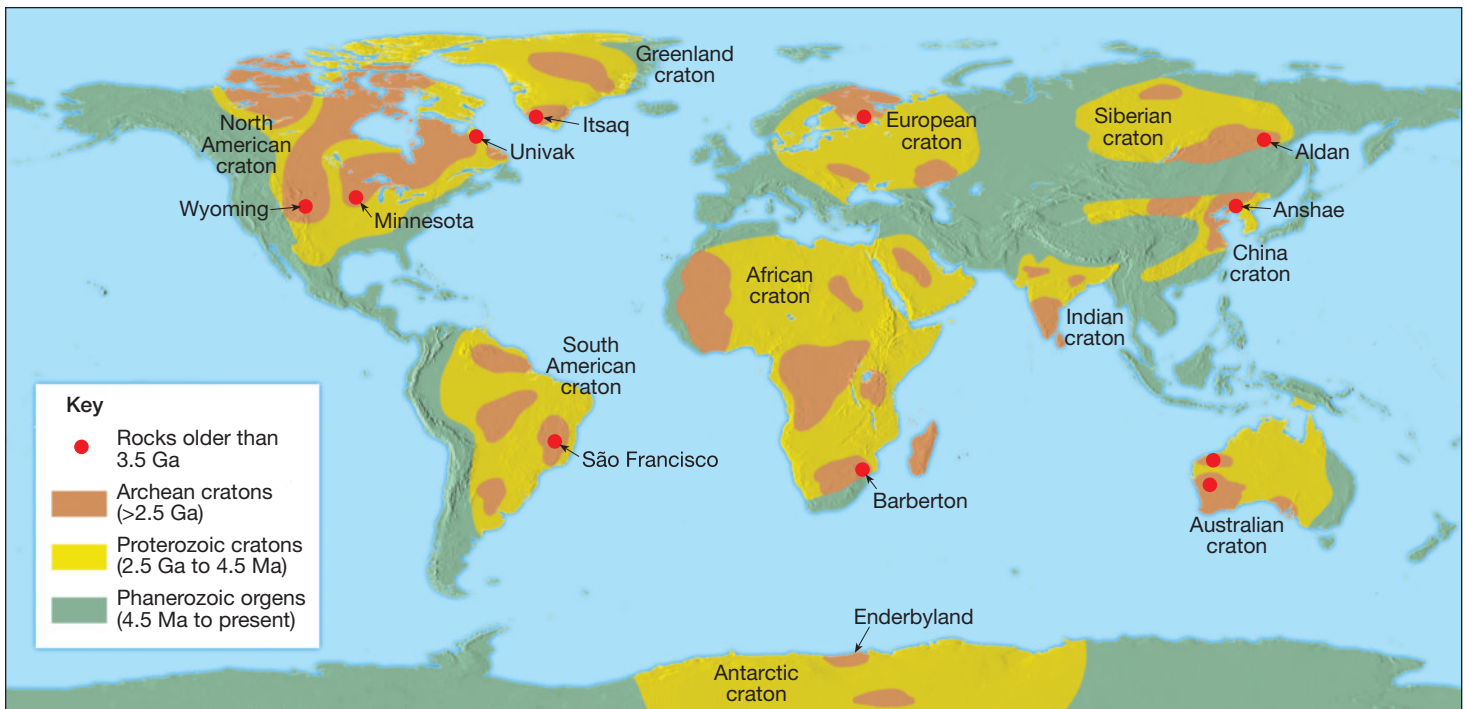 Greenland
craton
North
American
craton
Itsaq
Univak
Wyoming
Minnesota
European
craton
Siberian
craton
Aldan
Anshae
China
craton
African
craton
Indian
craton
South
American
craton
São Francisco
Barberton
Australian
craton
Enderbyland
Antarctic
craton
Key
Rocks older than
3.5 Ga
Archean cratons
(>2.5 Ga)
Proterozoic cratons
(2.5 Ga to 4.5 Ma)
Phanerozoic orgens
(4.5 Ma to present)